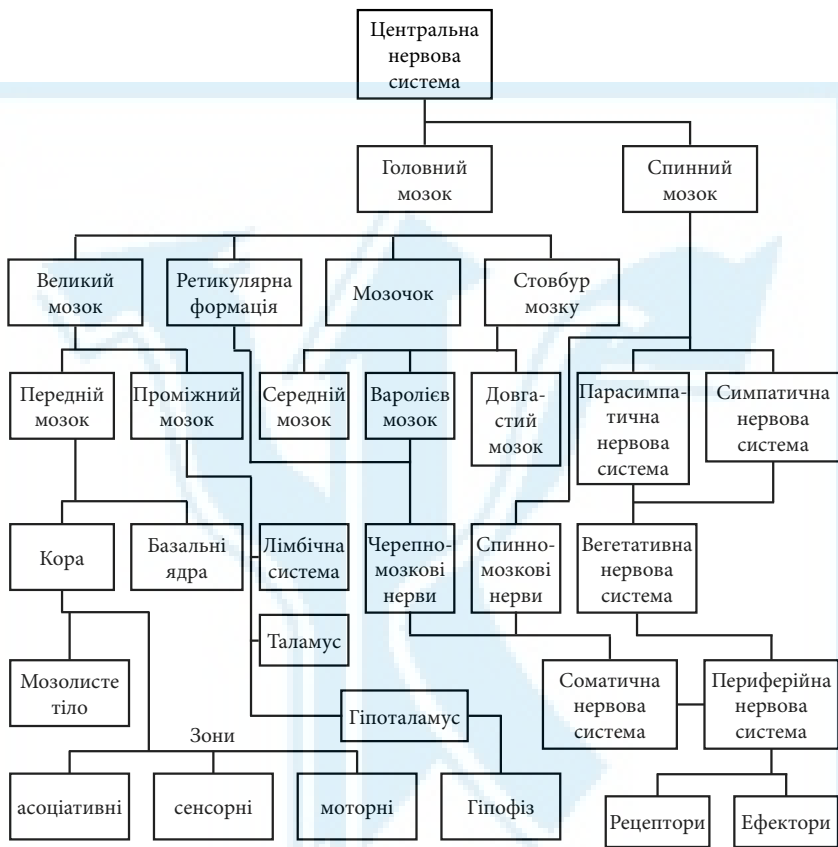 Центральна
нервова
система
Головний
мозок
Спинний
мозок
Великий
мозок
Ретикулярна
формація
Мозочок
Стовбур
мозку
Передній
мозок
Проміжний
мозок
Середній
мозок
Варолієв
мозок
Довга-
стий
мозок
Парасимпа-
тична
нервова
система
Симпатична
нервова
система
Кора
Базальні
ядра
Лімбічна
система
Черепно-
мозкові
нерви
Спинно-
мозкові
нерви
Вегетативна
нервова
система
Таламус
Мозолисте
тіло
Соматична
нервова
система
Периферійна
нервова
система
Гіпоталамус
Зони
асоціативні
сенсорні
моторні
Гіпофіз
Рецептори
Ефектори